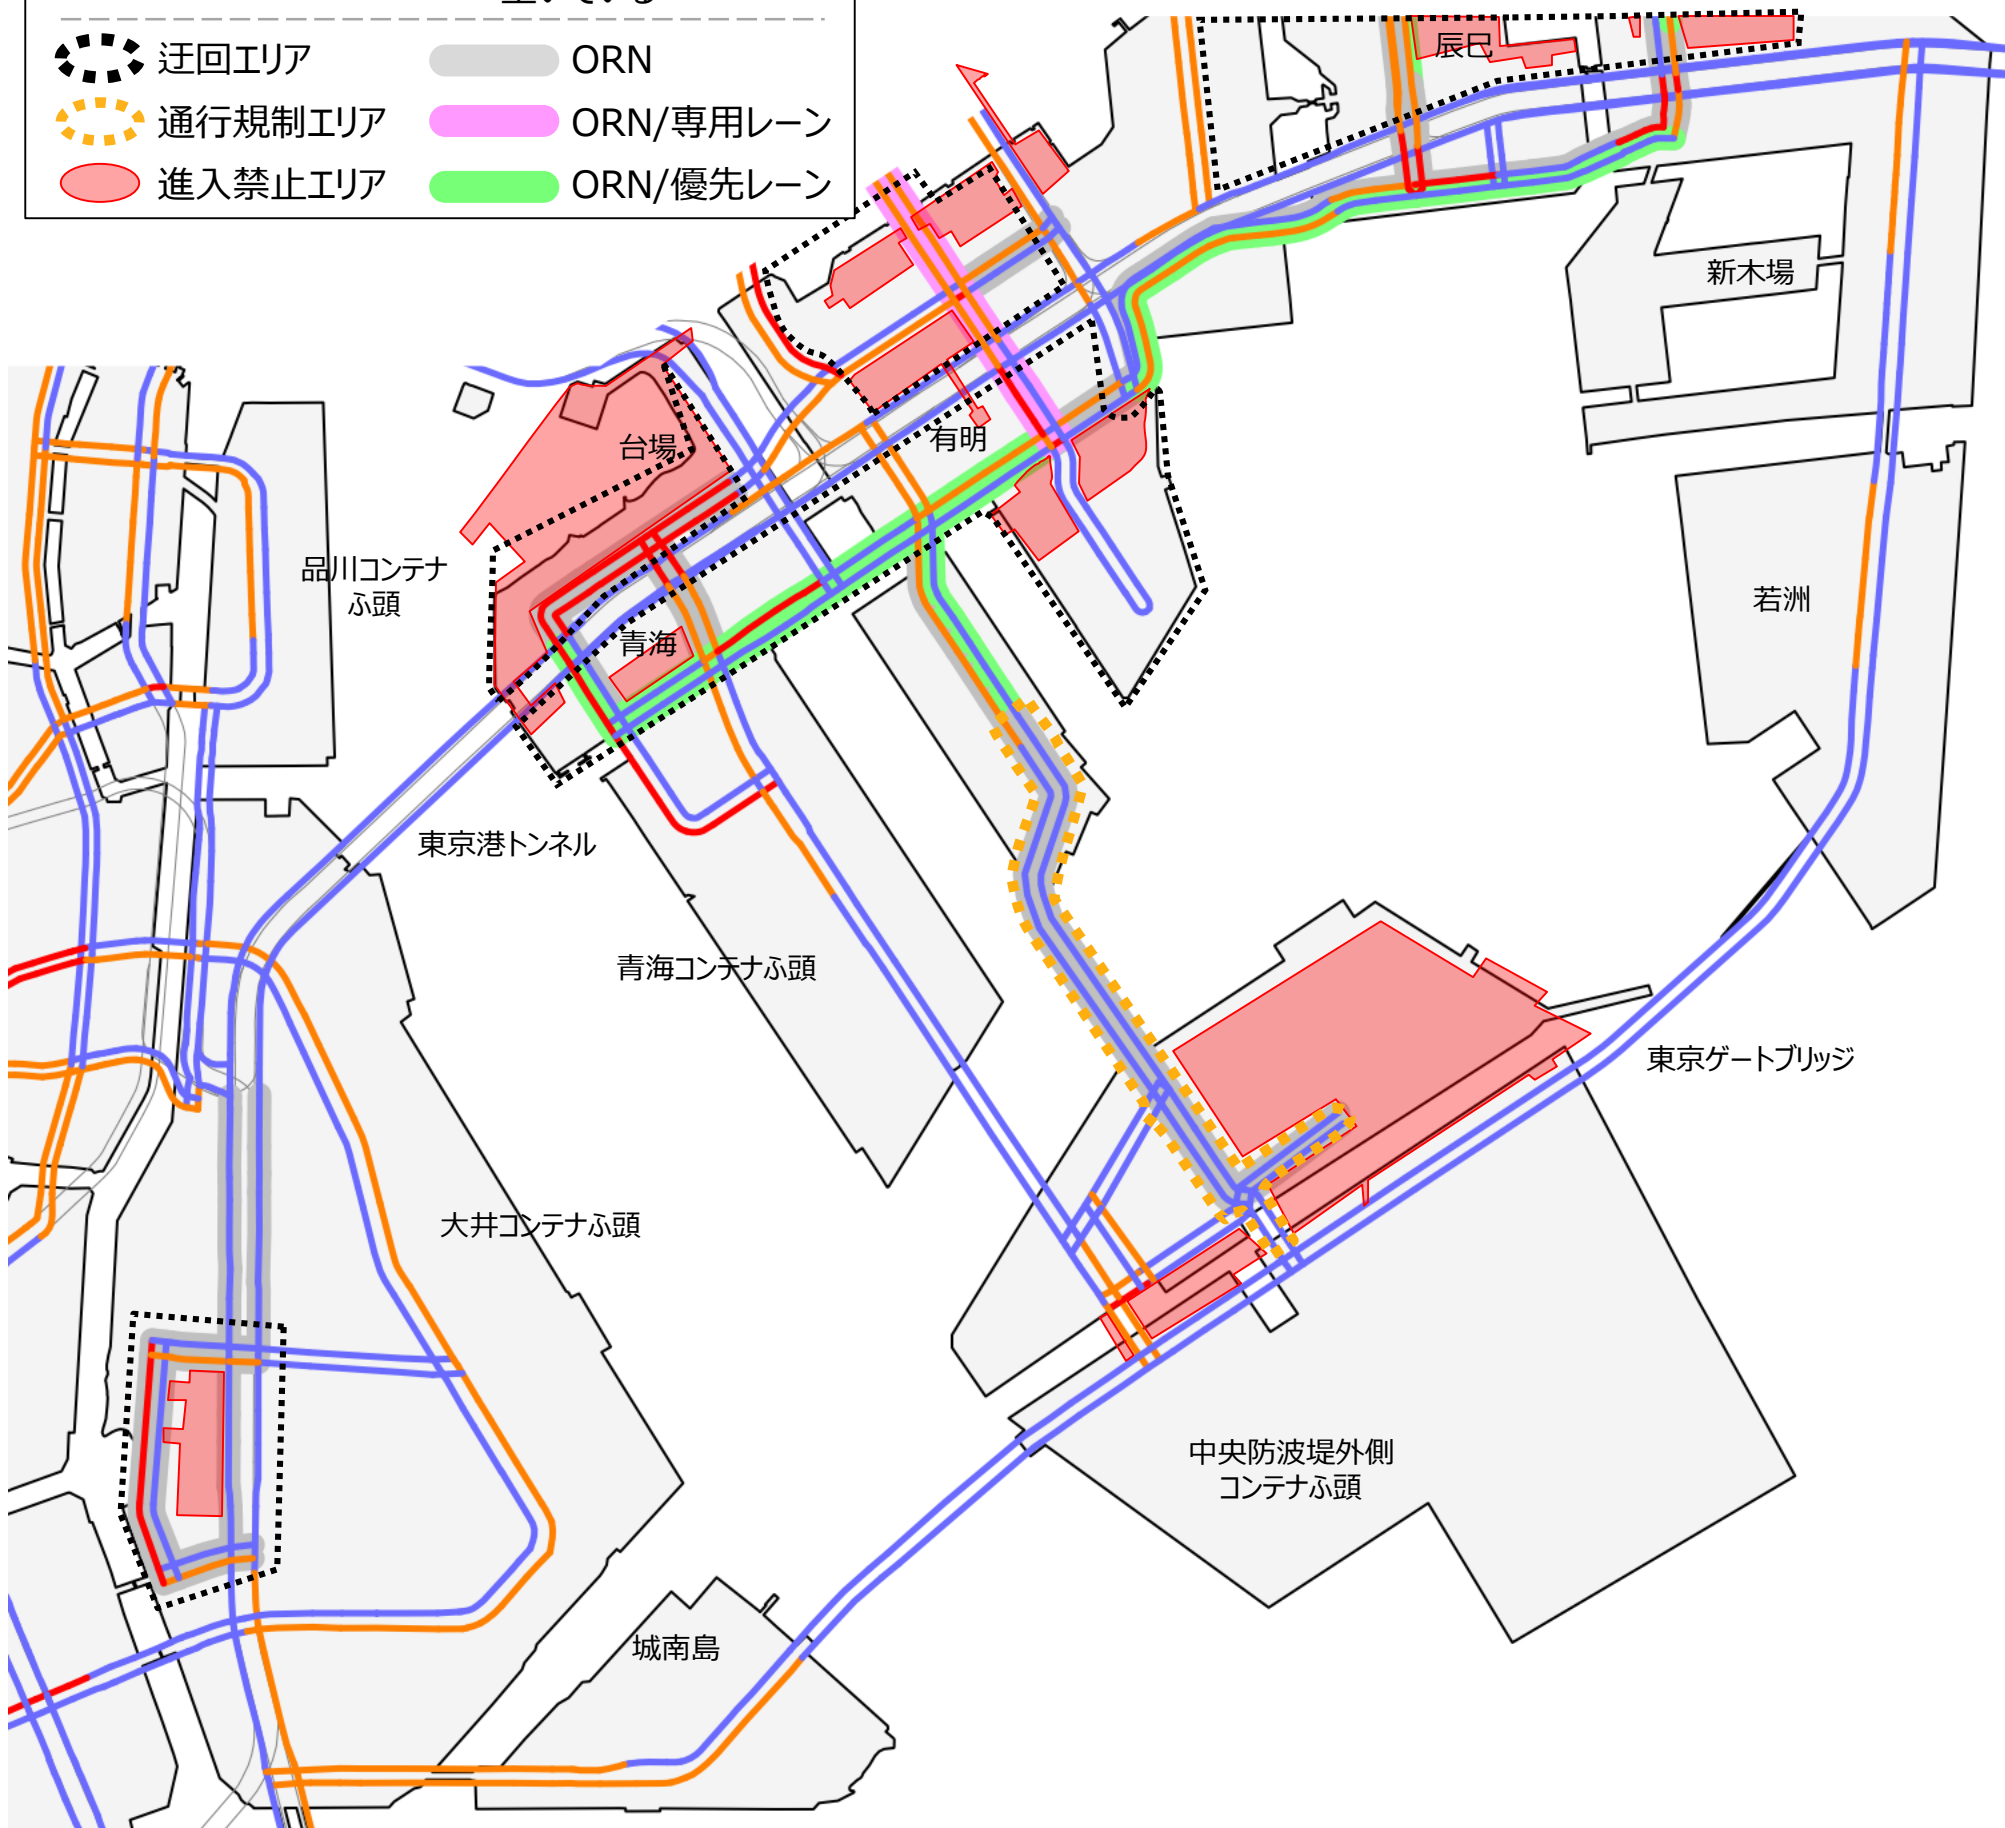 空いている
迂回エリア
ORN
通行規制エリア
ORN/専用レーン
進入禁止エリア
ORN/優先レーン
辰巳
新木場
有明
台場
品川コンテナ
ふ頭
青海
若洲
東京港トンネル
青海コンテナふ頭
東京ゲートブリッジ
大井コンテナふ頭
中央防波堤外側
コンテナふ頭
城南島